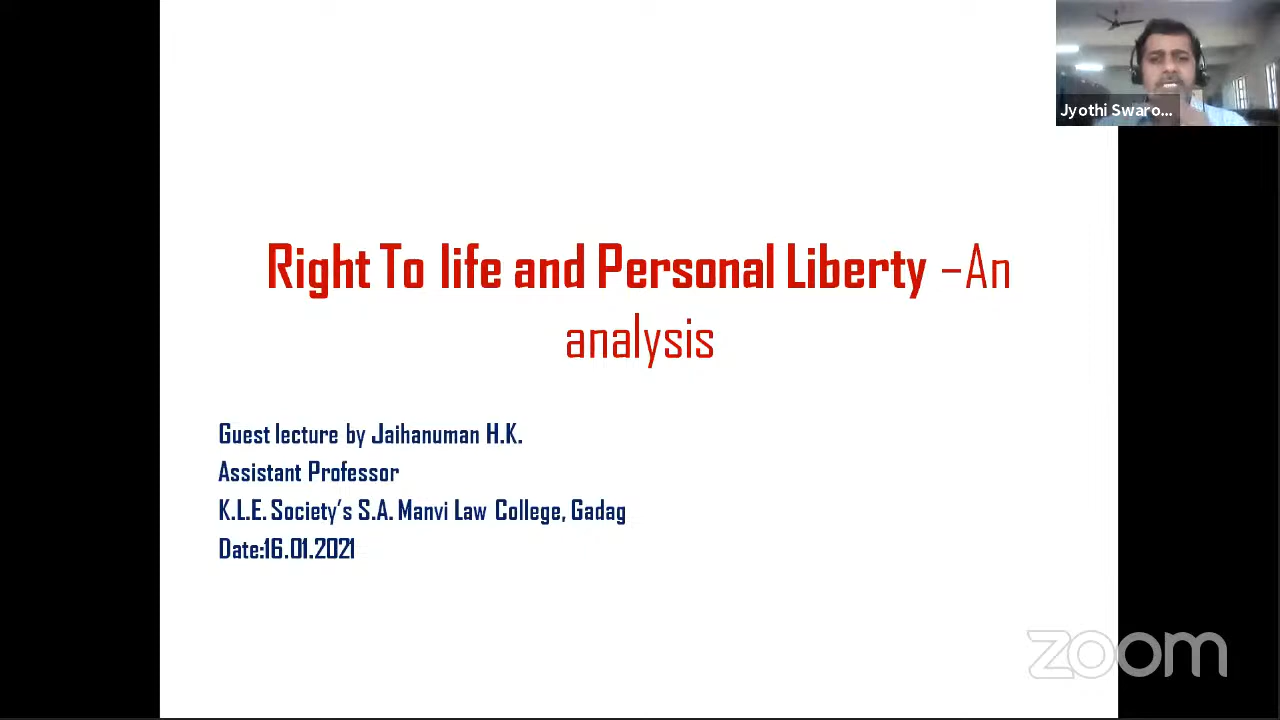 Jyothi Swaro...
Right To life and Personal Liberty –An
analysis
Guest lecture by Jaihanuman H.K.
Assistant Professor
K.L.E. Society's S.A. Manvi Law College, Gadag
Date:16.01.2021
zoom